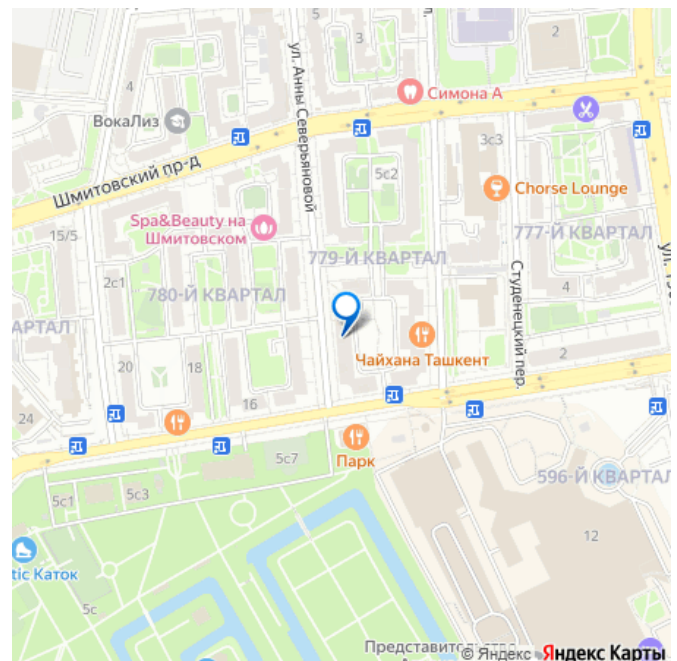 2
3
4
Симона А
ВокаЛиз
ул. Анны Северьяновой
Шмитовский пр-д
3с3
5с2
Chorse Lounge
15/5
Spa&Beauty на
Шмитовском
777-Й КВАРТАЛ
779-Й КВАРТАЛ
2с1
780-Й КВАРТАЛ
4
Студенецкий пер.
АРТАЛ
Чайхана Ташкент
2
20
18
16
24
5с7
Парк
596-Й КВАРТАЛ
5с1
5с3
12
tic Каток
5с
Представительство
© Яндекс Яндекс Карты